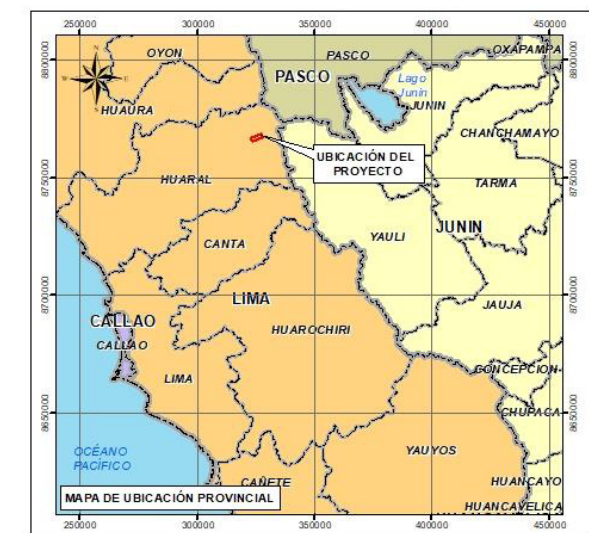 250000 300000 350000 400000 450000
8800000
8750000
8700000
8650000
N
W E
S
OYON
PASCO
OXAPAMPA
PASCO
Lago
Junin
JUNIN
HUAURA
CHANCHAMAYO
UBICACIÓN DEL
PROYECTO
HUARAL
TARMA
CANTA
YAULI
JUNIN
LIMA
JAUJA
CALLAO
CALLAO
HUAROCHIRI
LIMA
CONCEPCION
CHUPACA
OCÉANO
PACÍFICO
YAUYOS
CAÑETE
HUANCAYO
MAPA DE UBICACIÓN PROVINCIAL
HUANCAVELICA
8800000
8750000
8700000
8650000
250000 300000 350000 400000 450000